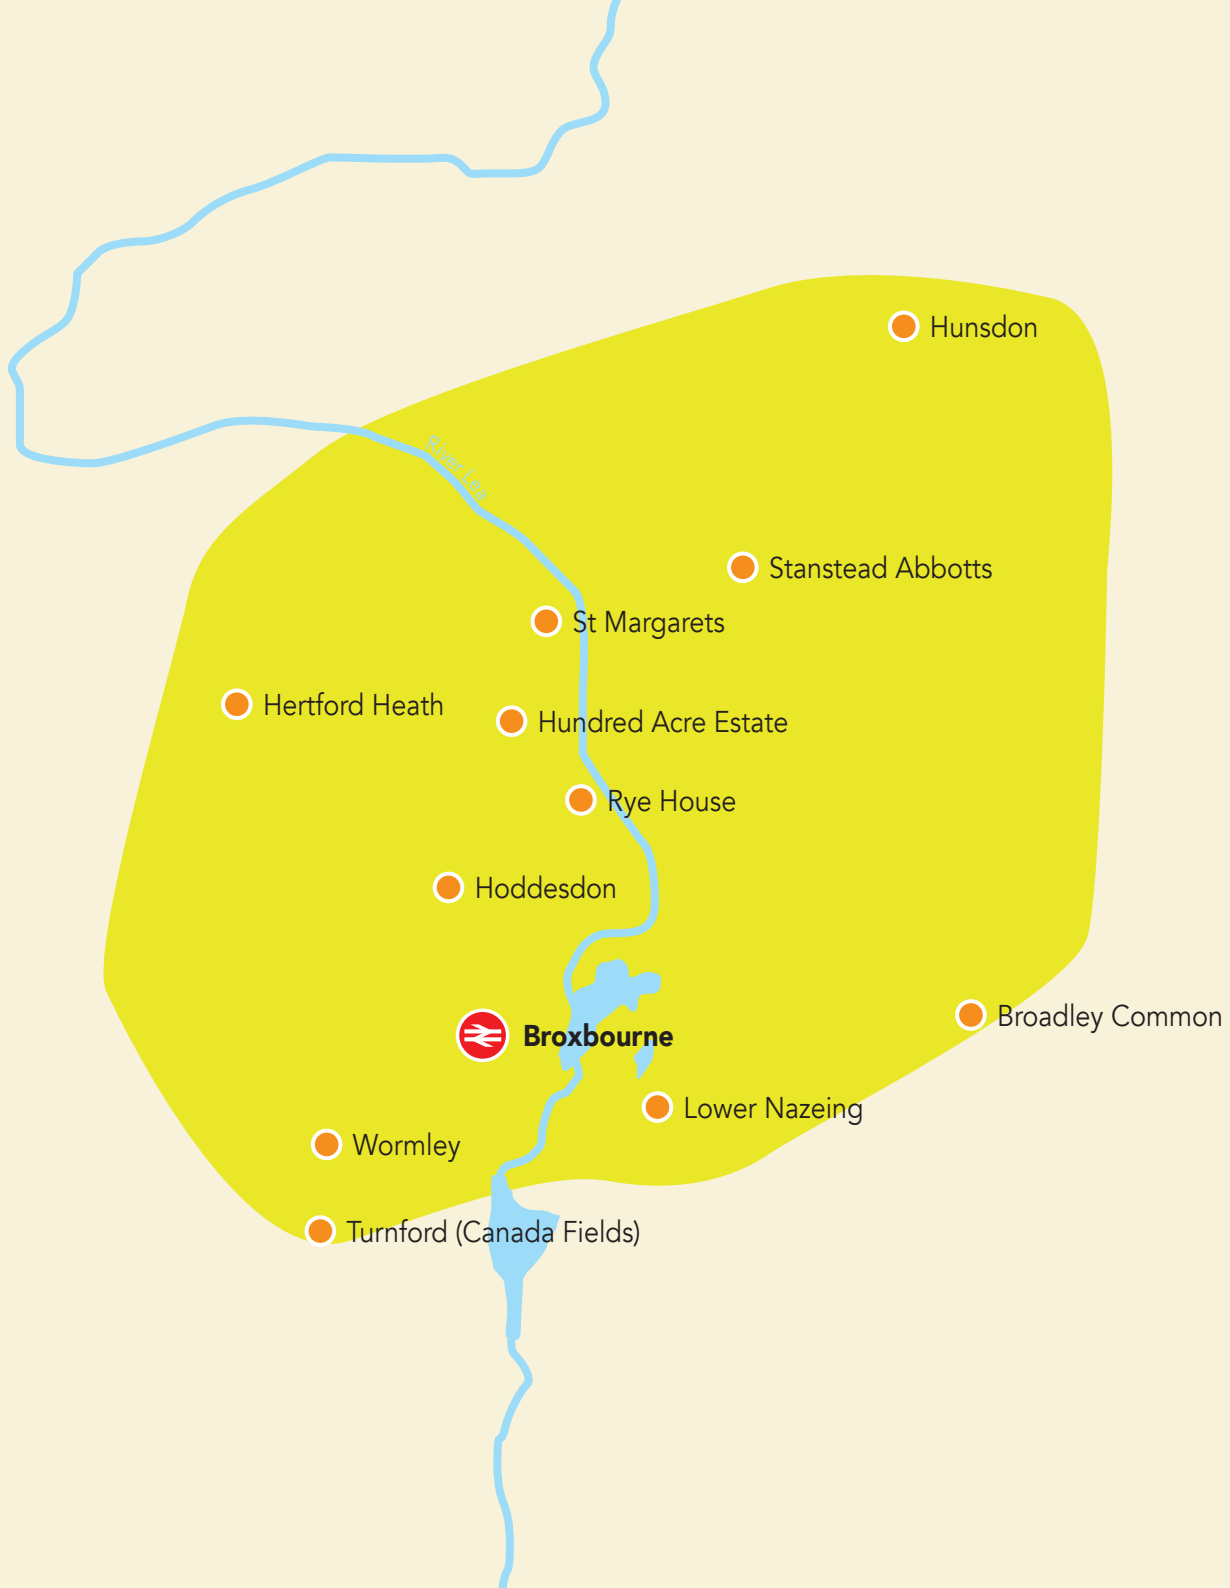 Hunsdon
River Lea
Stanstead Abbotts
St Margarets
Hertford Heath
Hundred Acre Estate
Rye House
Hoddesdon
Broadley Common
Broxbourne
Lower Nazeing
Wormley
Turnford (Canada Fields)